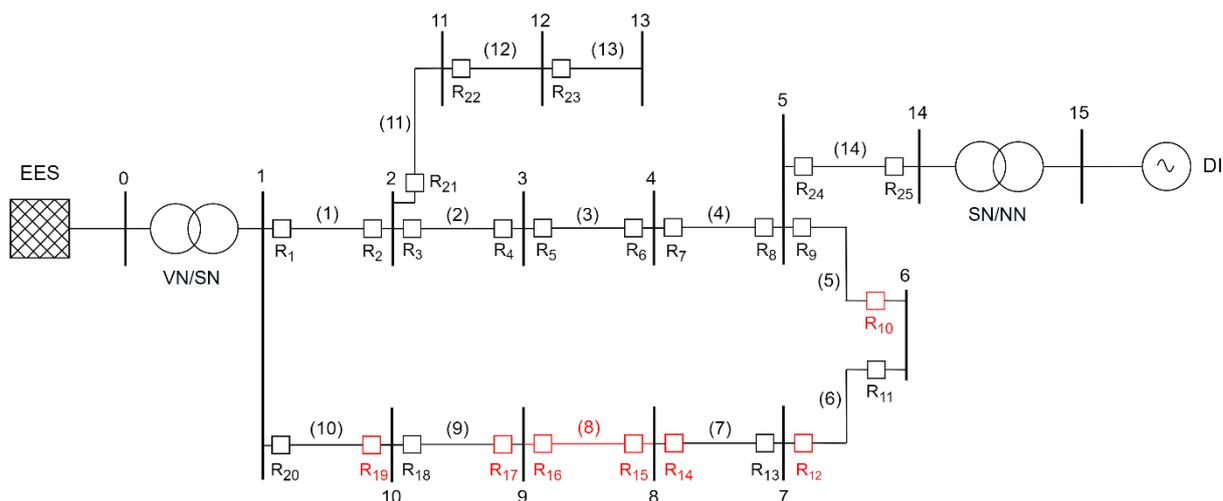 11 12 13
(12) (13)
R22 R23
5 14 15
(11)
(14)
EES 0 1 2 R21 3 4 R24 R25 DI
SN/NN
(1) (2) (3) (4)
R1 R2 R3 R4 R5 R6 R7 R8 R9
VN/SN
(5) 6
R10
(6) R11
(10) (9) (8) (7)
R20 R19 R18 R17 R16 R15 R14 R13 R12
10 9 8 7